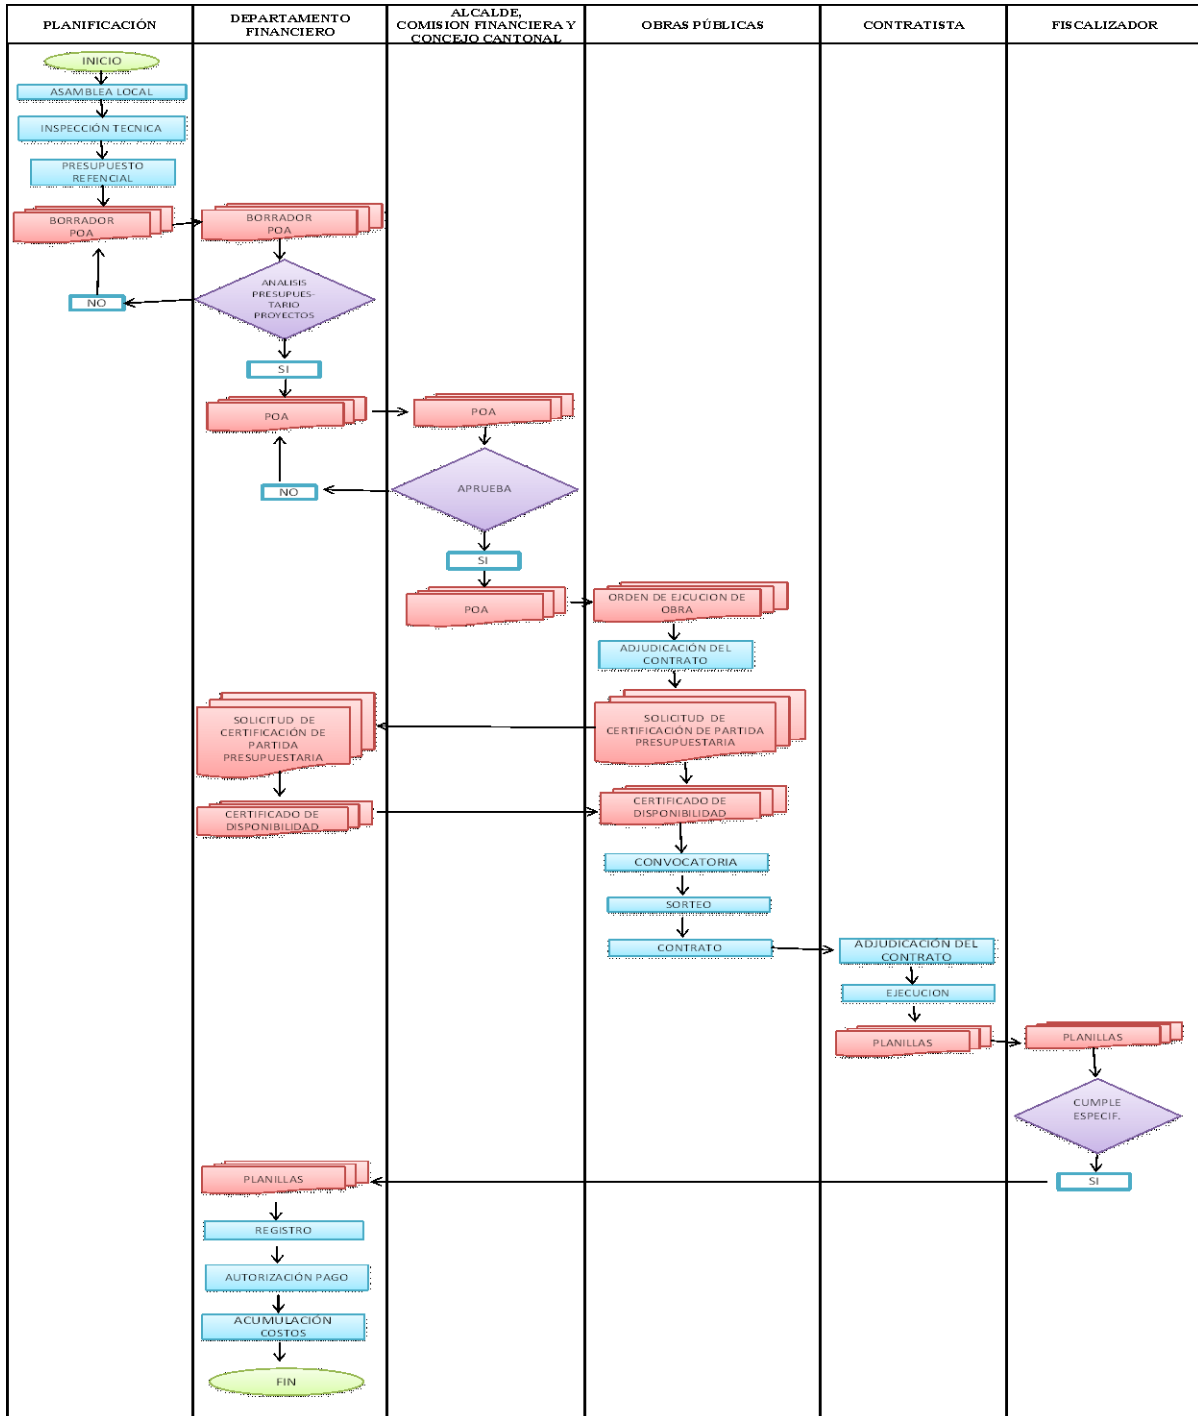 PLANIFICACIÓN
DEPARTAMENTO
FINANCIERO
ALCALDE,
COMISION FINANCIERA Y
CONCEJO CANTONAL
OBRAS PÚBLICAS
CONTRATISTA
FISCALIZADOR
INICIO
ASAMBLEA LOCAL
INSPECCIÓN TECNICA
PRESUPUESTO
REFENCIAL
BORRADOR
POA
BORRADOR
POA
ANALISIS
PRESUPUES-
TARIO
PROYECTOS
NO
SI
POA
POA
APRUEBA
NO
SI
POA
ORDEN DE EJCUCION DE
OBRA
ADJUDICACIÓN DEL
CONTRATO
SOLICITUD DE
CERTIFICACIÓN DE PARTIDA
PRESUPUESTARIA
SOLICITUD DE
CERTIFICACIÓN DE
PARTIDA
PRESUPUESTARIA
CERTIFICADO DE
DISPONIBILIDAD
CERTIFICADO DE
DISPONIBILIDAD
CONVOCATORIA
SORTEO
CONTRATO
ADJUDICACIÓN DEL
CONTRATO
EJECUCION
PLANILLAS
PLANILLAS
CUMPLE
ESPECIF.
SI
PLANILLAS
REGISTRO
AUTORIZACIÓN PAGO
ACUMULACIÓN
COSTOS
FIN